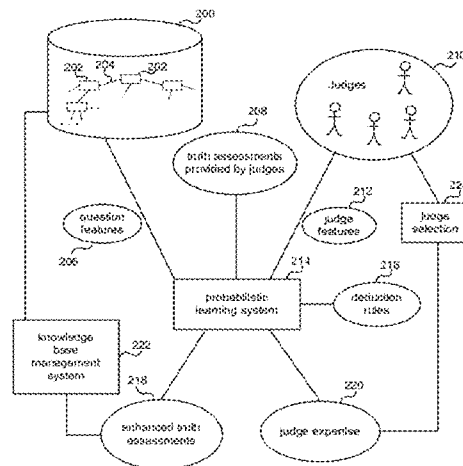 200
202
204
202
210
Judges
208
truth assessments
provided by judges
question
features
206
212
judge
features
judge
selection
214
probabilistic
learning system
216
deduction
rules
knowledge
base
management
system
222
218
enhanced truth
assessments
220
judge expertise